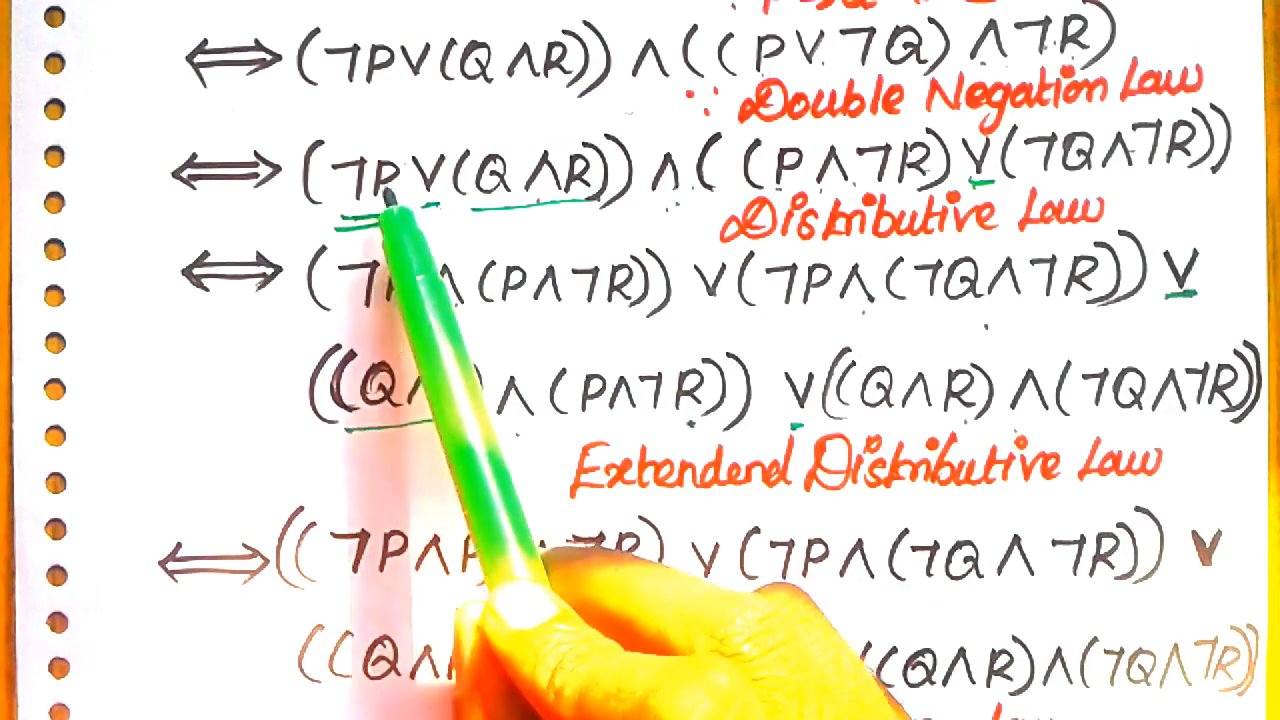 ⟺ (¬P∨(Q∧R)) ∧ ((P∨¬Q) ∧¬R)
∵ Double Negation Law
⟺ (¬P∨(Q∧R)) ∧ ((P∧¬R) ∨ (¬Q∧¬R))
Distributive Law
⟺ (¬P ∧ (P∧¬R)) ∨ (¬P∧(¬Q∧¬R)) ∨
((Q∧ ) ∧ (P∧¬R)) ∨ ((Q∧R) ∧ (¬Q∧¬R))
Extendend Distributive Law
⟺ ((¬P∧P ∧¬R) ∨ (¬P∧(¬Q∧¬R)) ∨
((Q∧ ((Q∧R)∧(¬Q∧¬R))